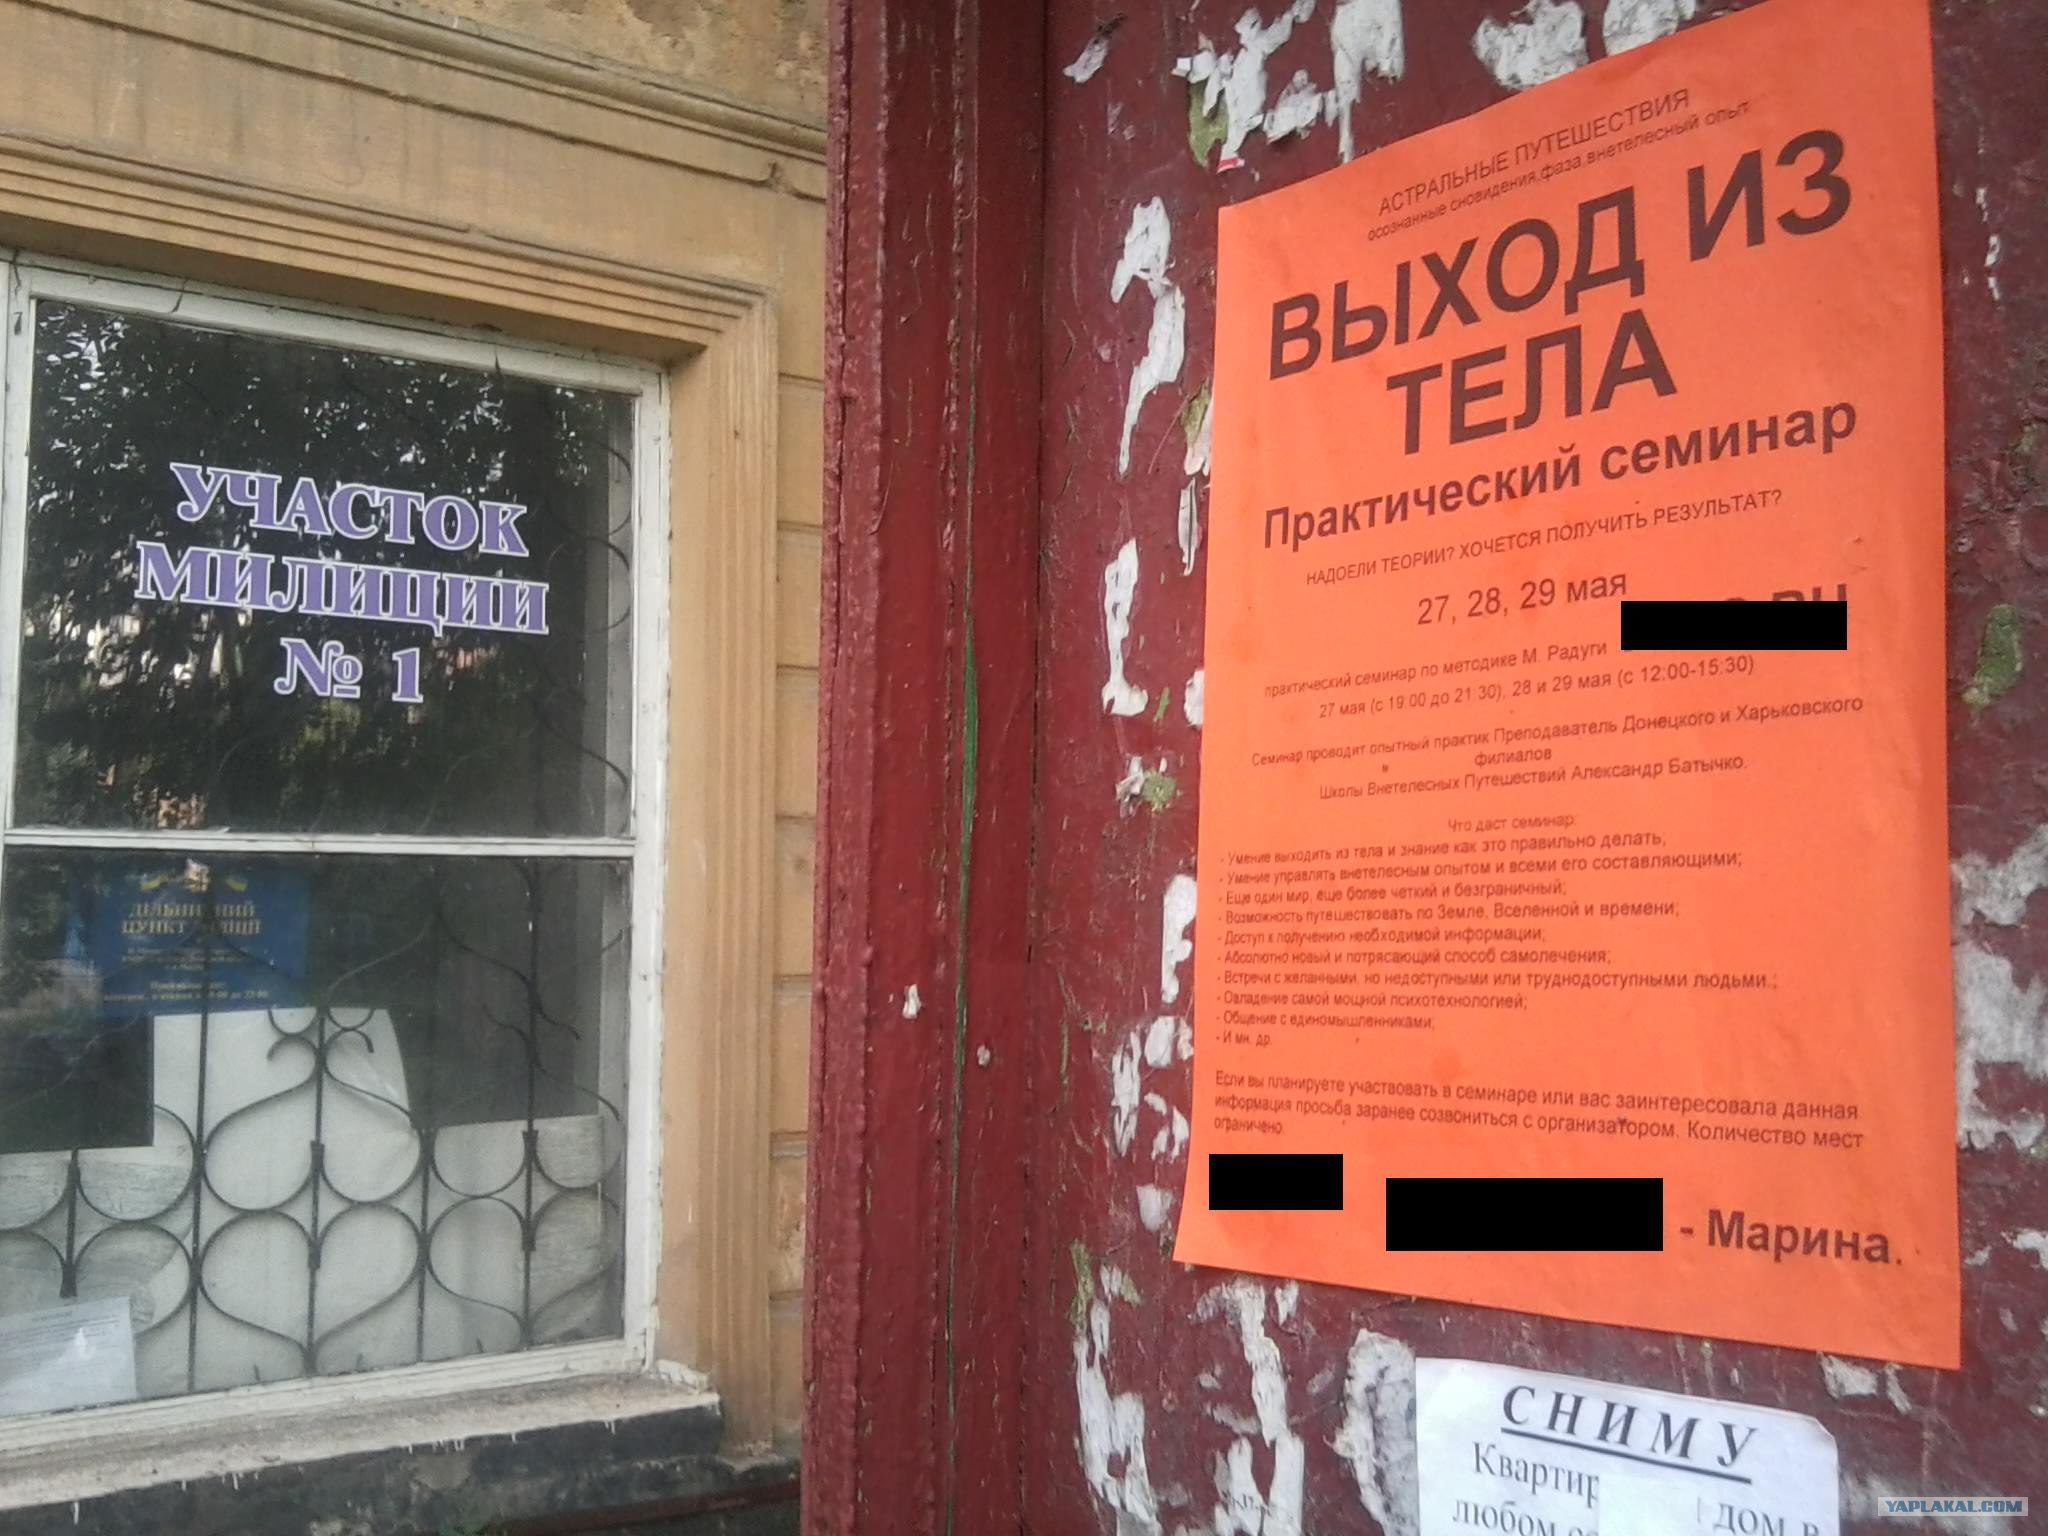 УЧАСТОК
МИЛИЦИИ
№ 1
ДІЛЬНИЧНИЙ
ПУНКТ МІЛІЦІЇ
АСТРАЛЬНЫЕ ПУТЕШЕСТВИЯ
осознанные сновидения,фаза,внетелесный опыт
ВЫХОД ИЗ
ТЕЛА
Практический семинар
НАДОЕЛИ ТЕОРИИ? ХОЧЕТСЯ ПОЛУЧИТЬ РЕЗУЛЬТАТ?
27, 28, 29 мая
практический семинар по методике М. Радуги
27 мая (с 19:00 до 21:30), 28 и 29 мая (с 12:00-15:30)
Семинар проводит опытный практик Преподаватель Донецкого и Харьковского
филиалов
Школы Внетелесных Путешествий Александр Батычко.
Что даст семинар:
- Умение выходить из тела и знание как это правильно делать;
- Умение управлять внетелесным опытом и всеми его составляющими;
- Еще один мир, еще более четкий и безграничный;
- Возможность путешествовать по Земле, Вселенной и времени;
- Доступ к получению необходимой информации;
- Абсолютно новый и потрясающий способ самолечения;
- Встречи с желанными, но недоступными или труднодоступными людьми.;
- Овладение самой мощной психотехнологией;
- Общение с единомышленниками;
- И мн. др.
Если вы планируете участвовать в семинаре или вас заинтересовала данная
информация просьба заранее созвониться с организатором. Количество мест
ограничено.
- Марина.
СНИМУ
Квартир
дом в
любом
YAPLAKAL.COM